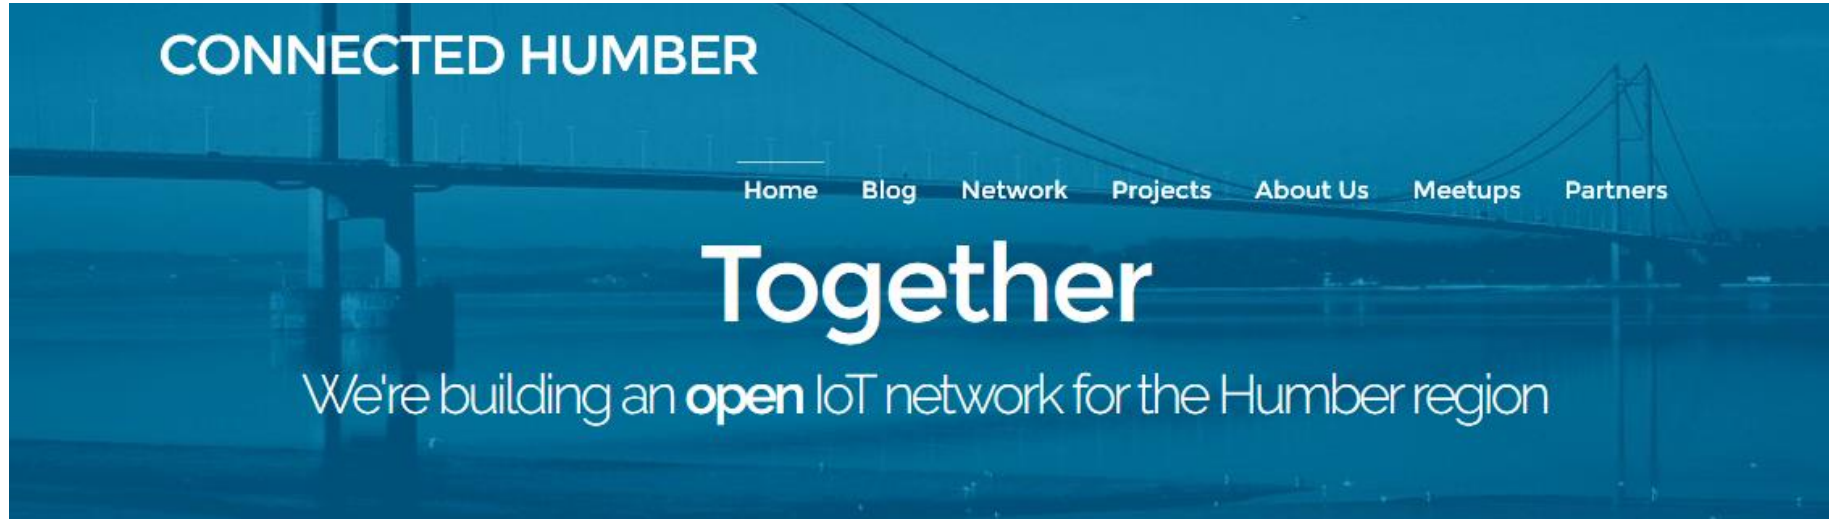 CONNECTED HUMBER
Home Blog Network Projects About Us Meetups Partners
Together
We're building an open IoT network for the Humber region